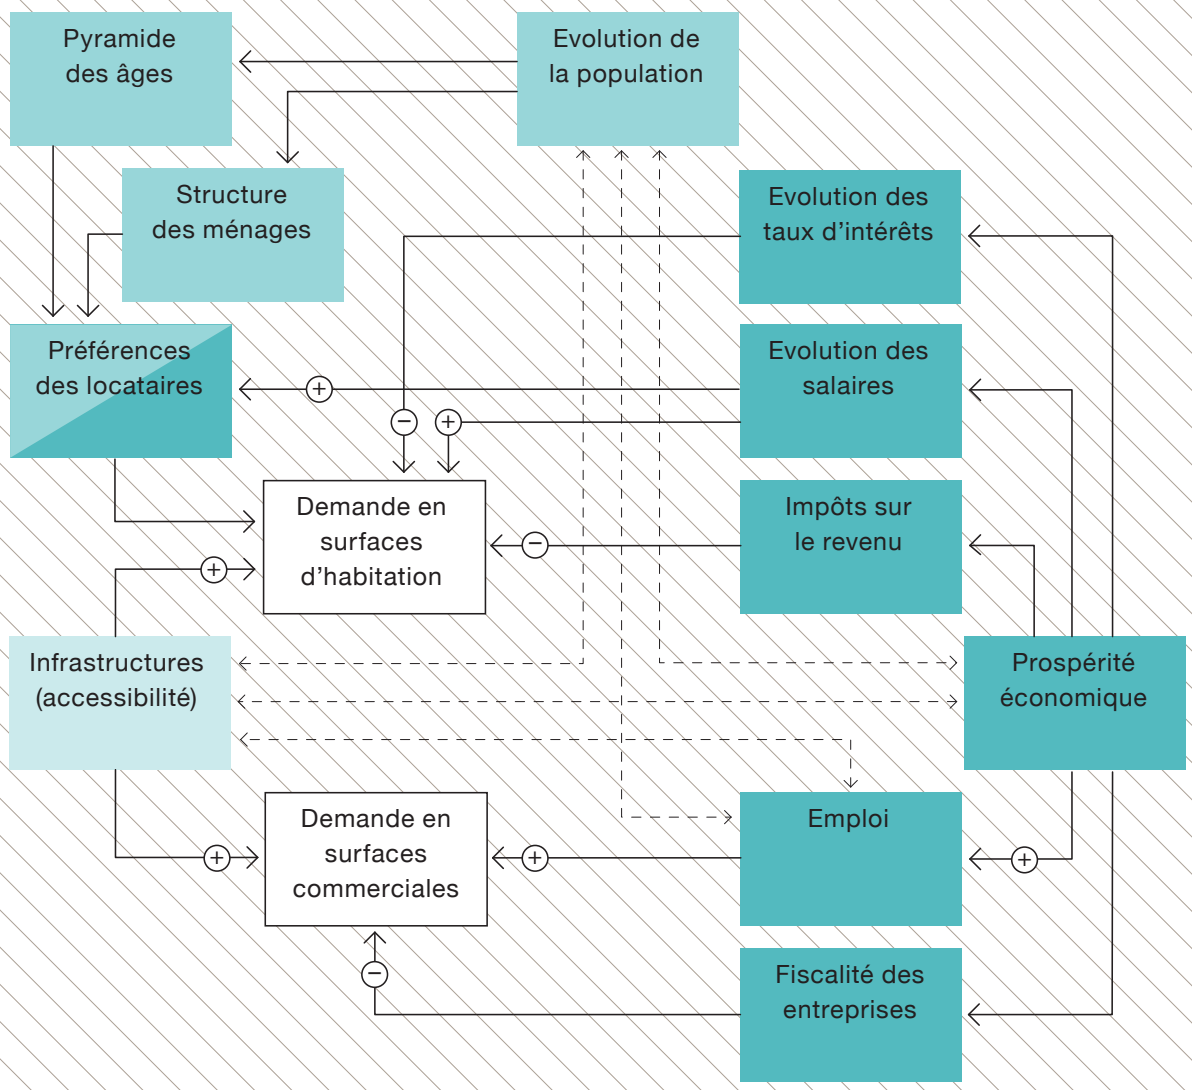 Pyramide
des âges
Evolution de
la population
Structure
des ménages
Evolution des
taux d’intérêts
Préférences
des locataires
+
Evolution des
salaires
−
+
Demande en
surfaces
d’habitation
−
Impôts sur
le revenu
+
Infrastructures
(accessibilité)
Prospérité
économique
Demande en
surfaces
commerciales
+
+
Emploi
+
−
Fiscalité des
entreprises